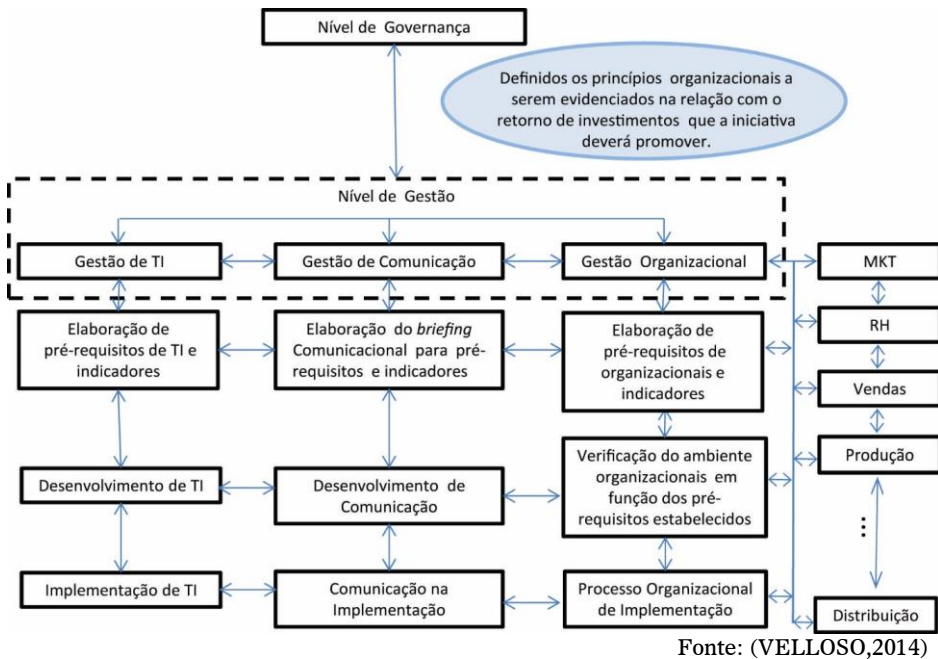 Nível de Governança
Definidos os princípios organizacionais a
serem evidenciados na relação com o
retorno de investimentos que a iniciativa
deverá promover.
Nível de Gestão
Gestão de TI
Gestão de Comunicação
Gestão Organizacional
MKT
Elaboração de
pré-requisitos de TI e
indicadores
Elaboração do briefing
Comunicacional para pré-
requisitos e indicadores
Elaboração de
pré-requisitos de
organizacionais e
indicadores
RH
Vendas
Desenvolvimento de TI
Desenvolvimento de
Comunicação
Verificação do ambiente
organizacionais em
função dos pré-
requisitos estabelecidos
Produção
...
Implementação de TI
Comunicação na
Implementação
Processo Organizacional
de Implementação
Distribuição
Fonte: (VELLOSO,2014)